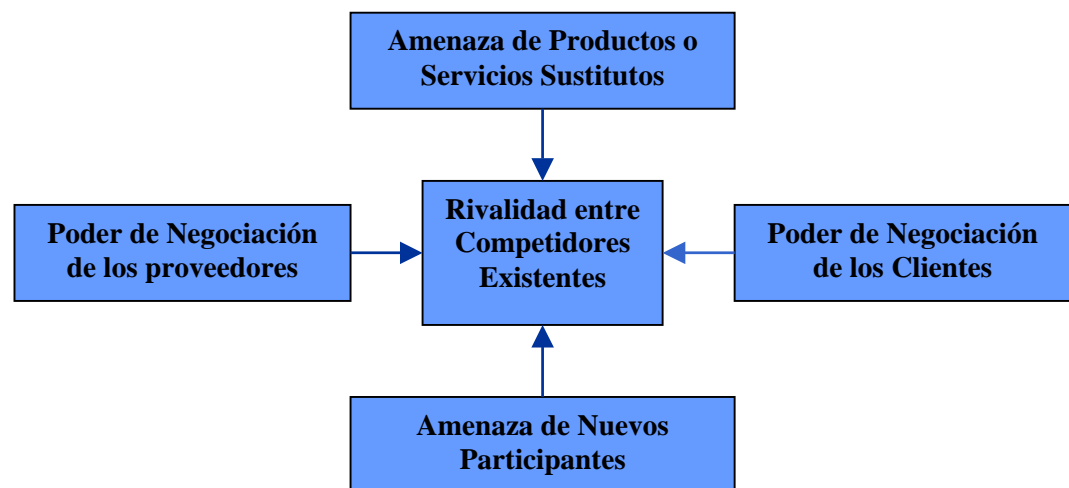 Amenaza de Productos o
Servicios Sustitutos
Poder de Negociación
de los proveedores
Rivalidad entre
Competidores
Existentes
Poder de Negociación
de los Clientes
Amenaza de Nuevos
Participantes